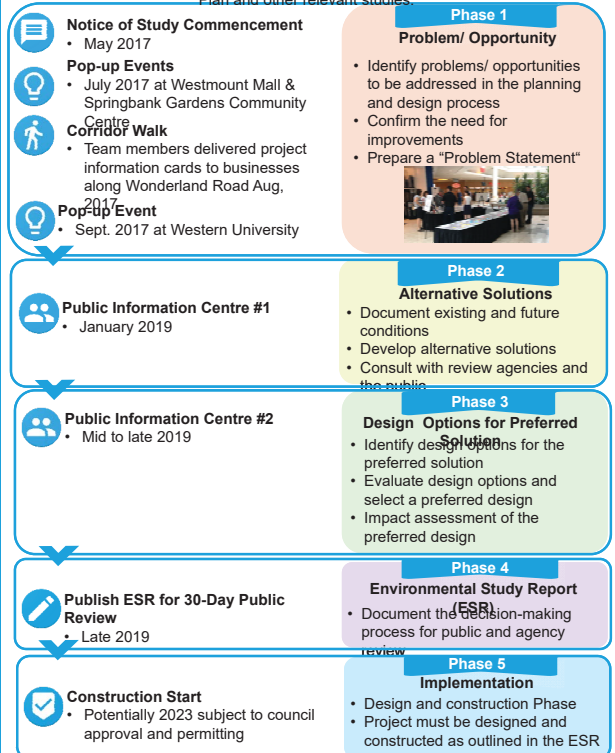 Plan and other relevant studies.
Notice of Study Commencement
• May 2017
Pop-up Events
• July 2017 at Westmount Mall &
Springbank Gardens Community
Centre
Corridor Walk
• Team members delivered project
information cards to businesses
along Wonderland Road Aug,
2017
Pop-up Event
• Sept. 2017 at Western University
Phase 1
Problem/ Opportunity
• Identify problems/ opportunities
to be addressed in the planning
and design process
• Confirm the need for
improvements
• Prepare a “Problem Statement“
Public Information Centre #1
• January 2019
Phase 2
Alternative Solutions
• Document existing and future
conditions
• Develop alternative solutions
• Consult with review agencies and
the public
Public Information Centre #2
• Mid to late 2019
Phase 3
Design Options for Preferred
Solution
• Identify design options for the
preferred solution
• Evaluate design options and
select a preferred design
• Impact assessment of the
preferred design
Publish ESR for 30-Day Public
Review
• Late 2019
Phase 4
Environmental Study Report
(ESR)
• Document the decision-making
process for public and agency
review
Construction Start
• Potentially 2023 subject to council
approval and permitting
Phase 5
Implementation
• Design and construction Phase
• Project must be designed and
constructed as outlined in the ESR